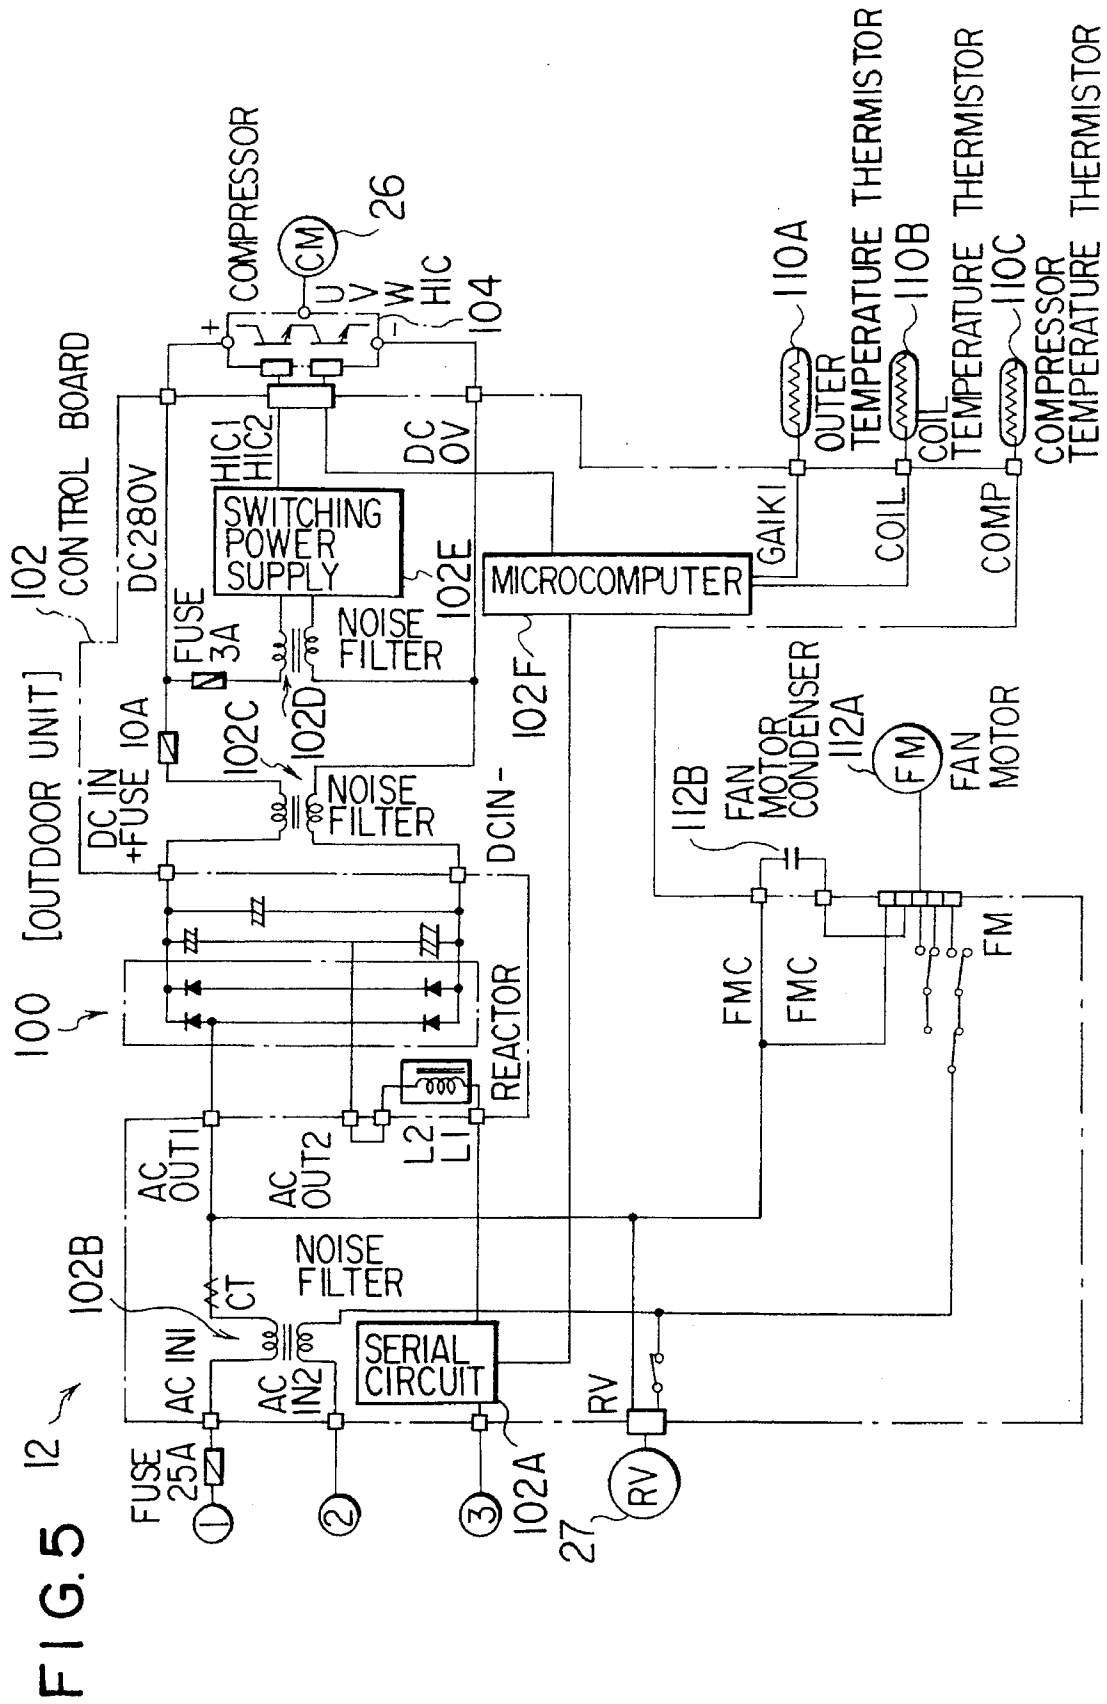 FIG. 5
12
[OUTDOOR UNIT]
100
102
CONTROL BOARD
FUSE
25A
1
2
3
AC IN1
AC
IN2
102B
CT
NOISE
FILTER
SERIAL
CIRCUIT
102A
RV
RV
27
AC
OUT1
AC
OUT2
L2
L1
REACTOR
DC IN
+FUSE 10A
DCIN-
102C
NOISE
FILTER
DC280V
FUSE
3A
102D
NOISE
FILTER
SWITCHING
POWER
SUPPLY
102E
HIC1
HIC2
DC
0V
COMPRESSOR
+
-
CM
26
U
V
W
HIC
104
MICROCOMPUTER
102F
GAIKI
COIL
COMP
110A
OUTER
TEMPERATURE THERMISTOR
110B
COIL
TEMPERATURE THERMISTOR
110C
COMPRESSOR
TEMPERATURE THERMISTOR
FMC
FMC
112B
FAN
MOTOR
CONDENSER
112A
FM
FAN
MOTOR
FM